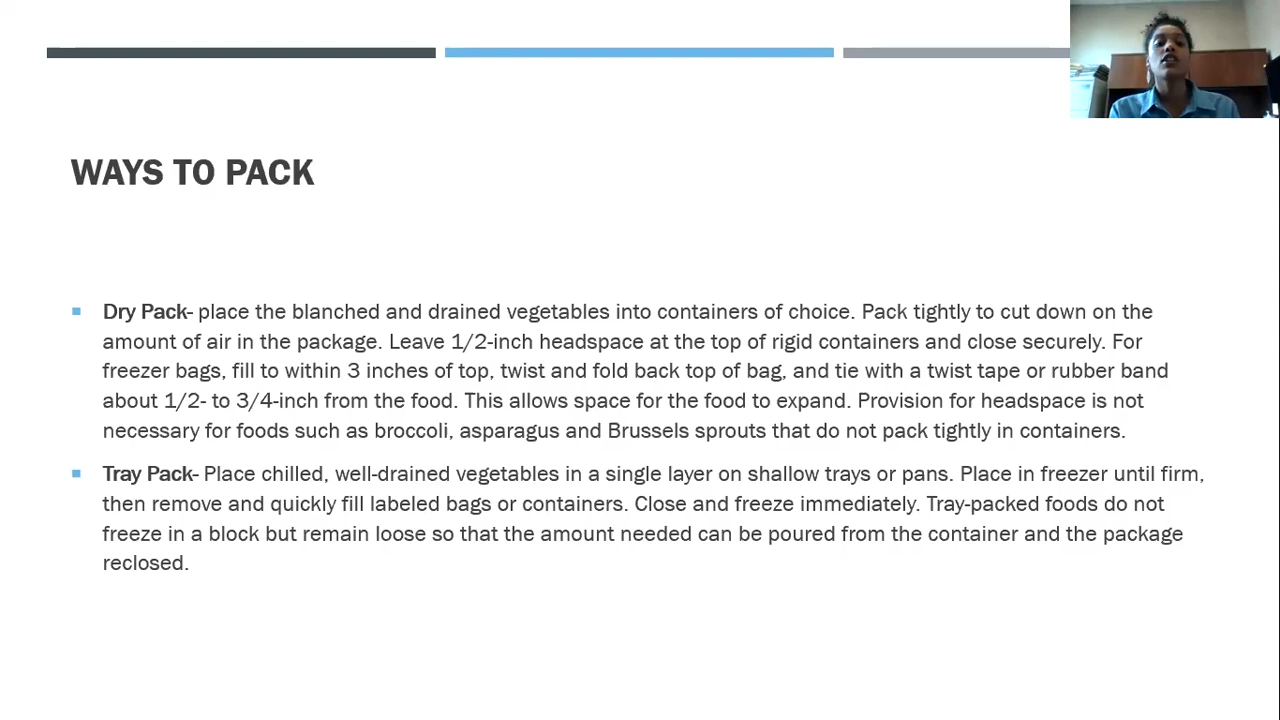 WAYS TO PACK
Dry Pack- place the blanched and drained vegetables into containers of choice. Pack tightly to cut down on the
amount of air in the package. Leave 1/2-inch headspace at the top of rigid containers and close securely. For
freezer bags, fill to within 3 inches of top, twist and fold back top of bag, and tie with a twist tape or rubber band
about 1/2- to 3/4-inch from the food. This allows space for the food to expand. Provision for headspace is not
necessary for foods such as broccoli, asparagus and Brussels sprouts that do not pack tightly in containers.
Tray Pack- Place chilled, well-drained vegetables in a single layer on shallow trays or pans. Place in freezer until firm,
then remove and quickly fill labeled bags or containers. Close and freeze immediately. Tray-packed foods do not
freeze in a block but remain loose so that the amount needed can be poured from the container and the package
reclosed.